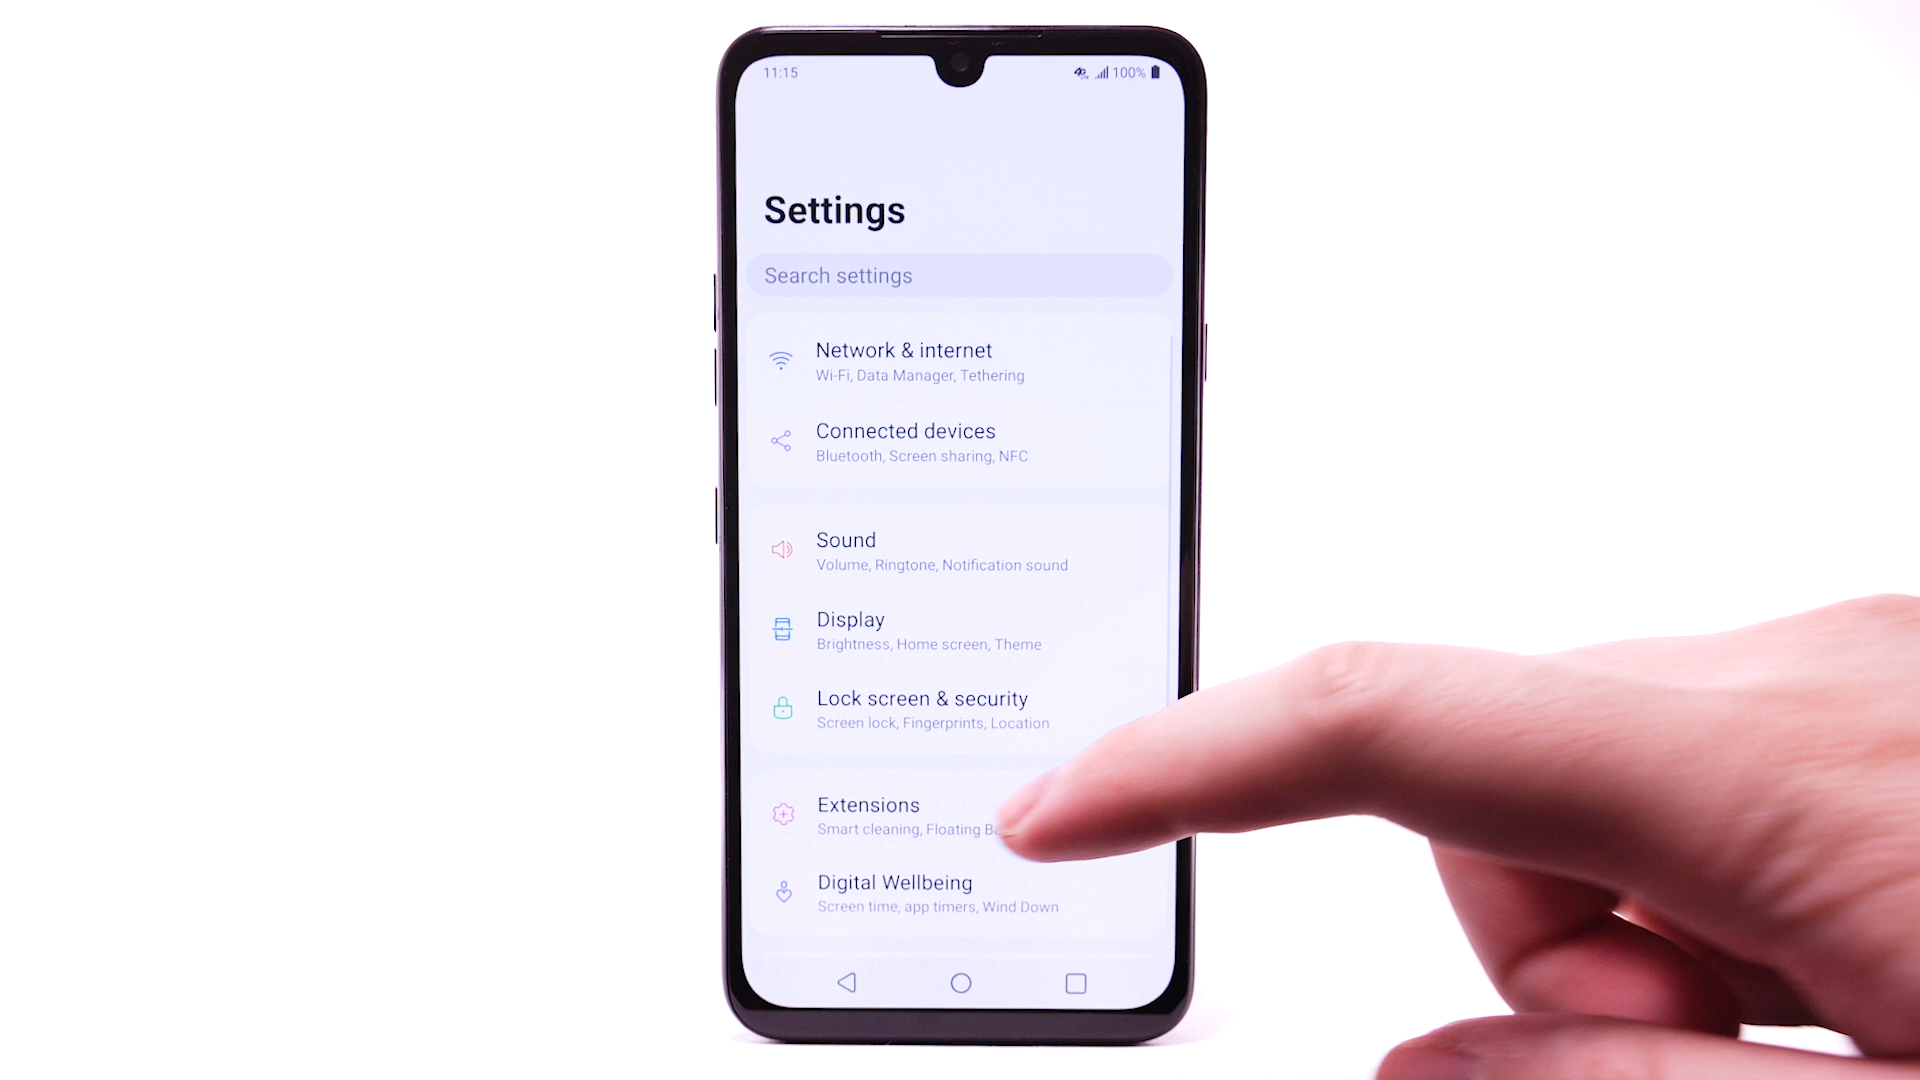 11:15
4G LTE 100%
Settings
Search settings
Network & internet
Wi-Fi, Data Manager, Tethering
Connected devices
Bluetooth, Screen sharing, NFC
Sound
Volume, Ringtone, Notification sound
Display
Brightness, Home screen, Theme
Lock screen & security
Screen lock, Fingerprints, Location
Extensions
Smart cleaning, Floating
Digital Wellbeing
Screen time, app timers, Wind Down